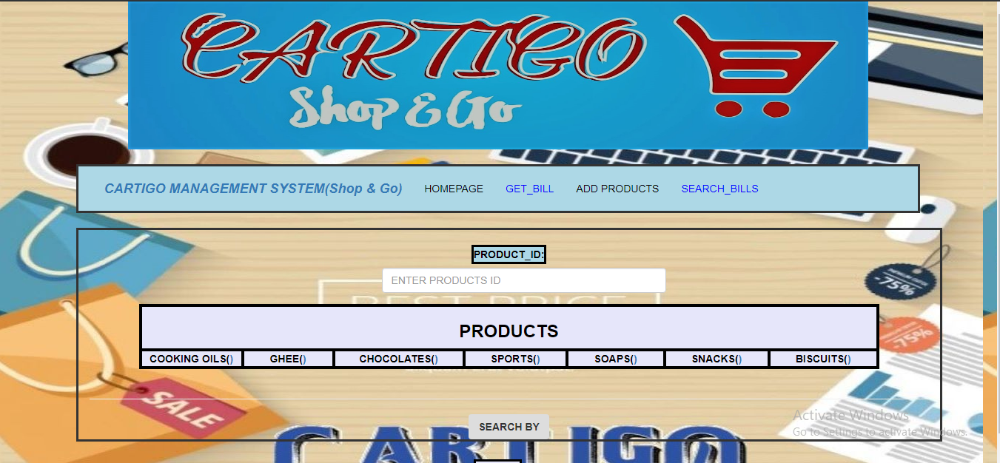 CARTIGO
Shop & Go
CARTIGO MANAGEMENT SYSTEM(Shop & Go) HOMEPAGE GET_BILL ADD PRODUCTS SEARCH_BILLS
PRODUCT_ID:
ENTER PRODUCTS ID
BEST PRICE
-75%
-75%
PRODUCTS
COOKING OILS() GHEE() CHOCOLATES() SPORTS() SOAPS() SNACKS() BISCUITS()
SALE
Activate Windows
Go to Settings to activate Windows.
SEARCH BY
CARTIGO